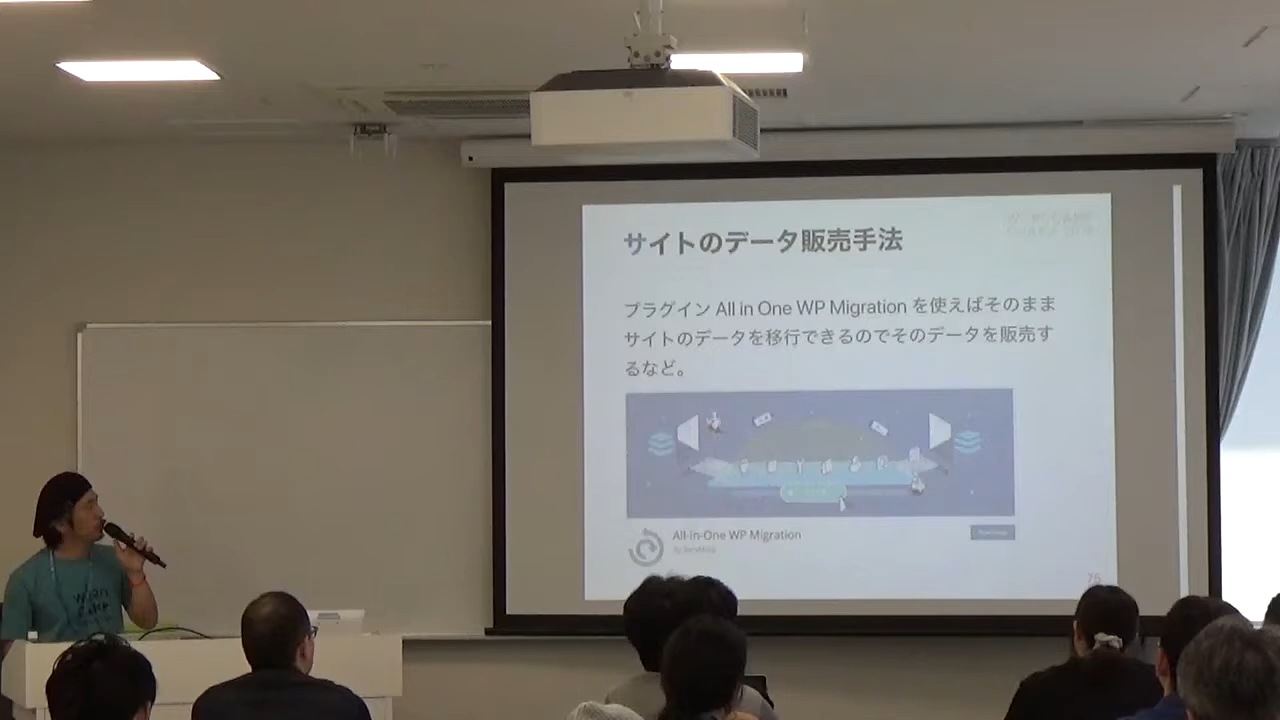 サイトのデータ販売手法
プラグイン All in One WP Migration を使えばそのまま
サイトのデータを移行できるのでそのデータを販売す
るなど。
All-in-One WP Migration
75